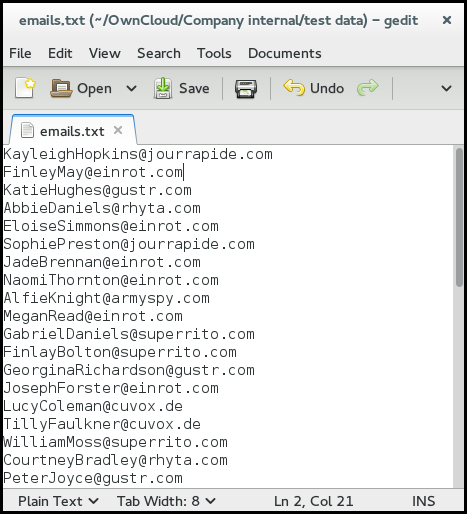 emails.txt (~/OwnCloud/Company internal/test data) – gedit
File Edit View Search Tools Documents
Open Save Undo
emails.txt
KayleighHopkins@jourrapide.com
FinleyMay@einrot.com
KatieHughes@gustr.com
AbbieDaniels@rhyta.com
EloiseSimmons@einrot.com
SophiePreston@jourrapide.com
JadeBrennan@einrot.com
NaomiThornton@einrot.com
AlfieKnight@armyspy.com
MeganRead@einrot.com
GabrielDaniels@superrito.com
FinlayBolton@superrito.com
GeorginaRichardson@gustr.com
JosephForster@einrot.com
LucyColeman@cuvox.de
TillyFaulkner@cuvox.de
WilliamMoss@superrito.com
CourtneyBradley@rhyta.com
PeterJoyce@gustr.com
Plain Text Tab Width: 8 Ln 2, Col 21 INS